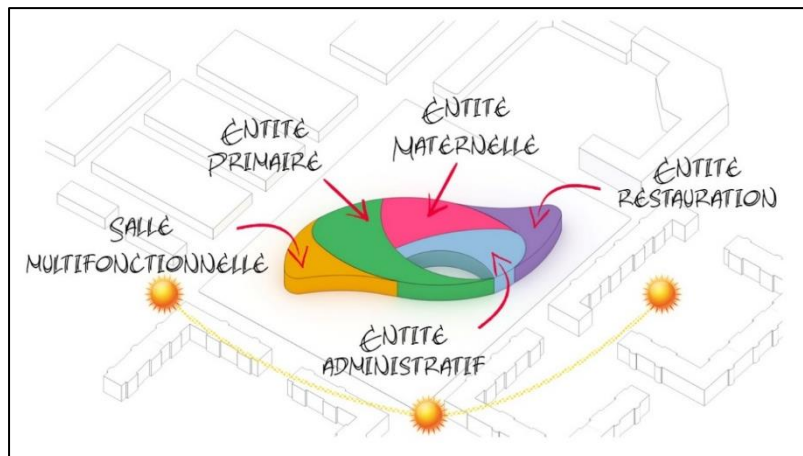 ENTITE
PRIMAIRE
ENTITE
MATERNELLE
ENTITE
RESTAURATION
SALLE
MULTIFONCTIONNELLE
ENTITE
ADMINISTRATIF